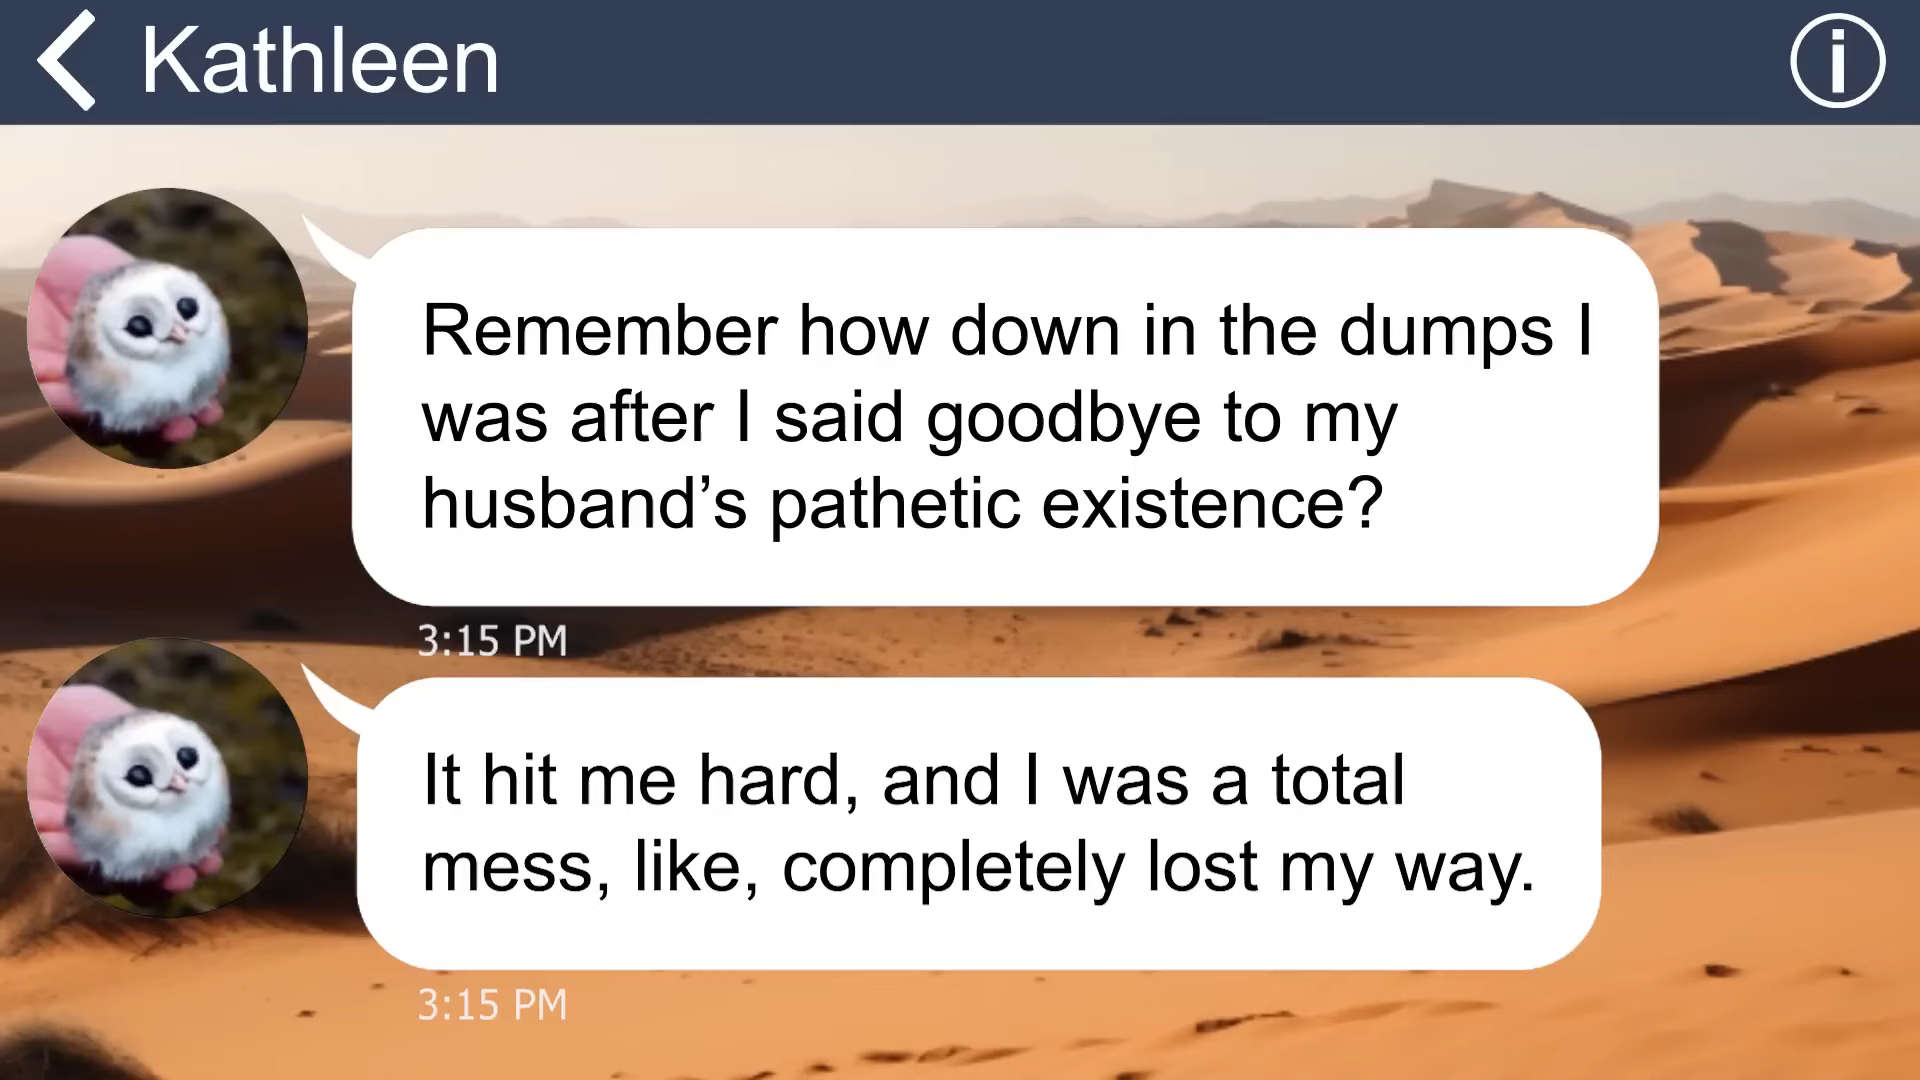 Kathleen
Remember how down in the dumps I
was after I said goodbye to my
husband’s pathetic existence?
3:15 PM
It hit me hard, and I was a total
mess, like, completely lost my way.
3:15 PM